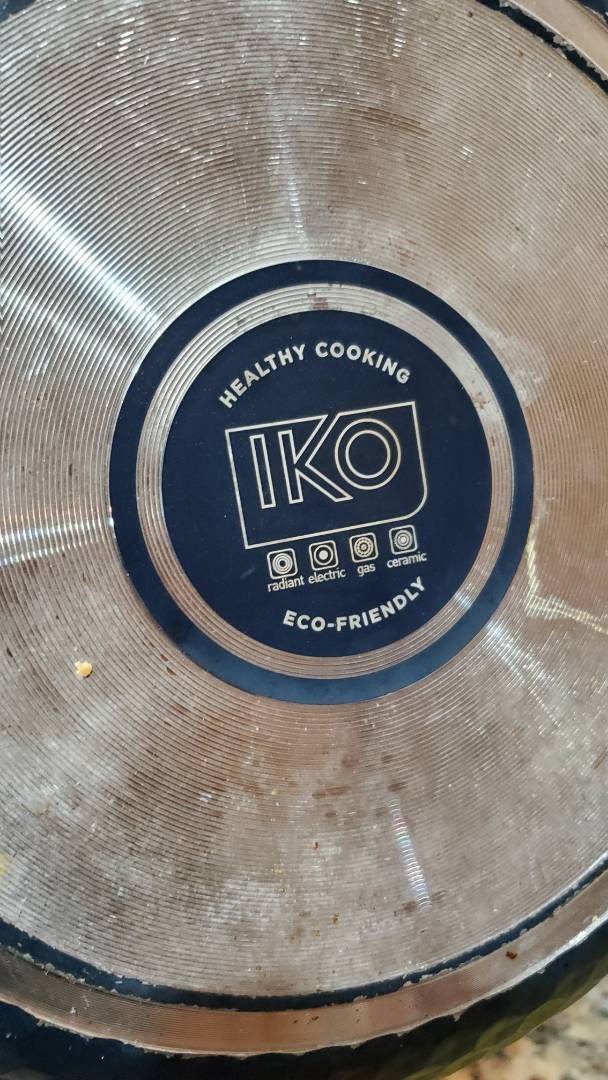 HEALTHY COOKING
IKO
radiant electric gas ceramic
ECO-FRIENDLY